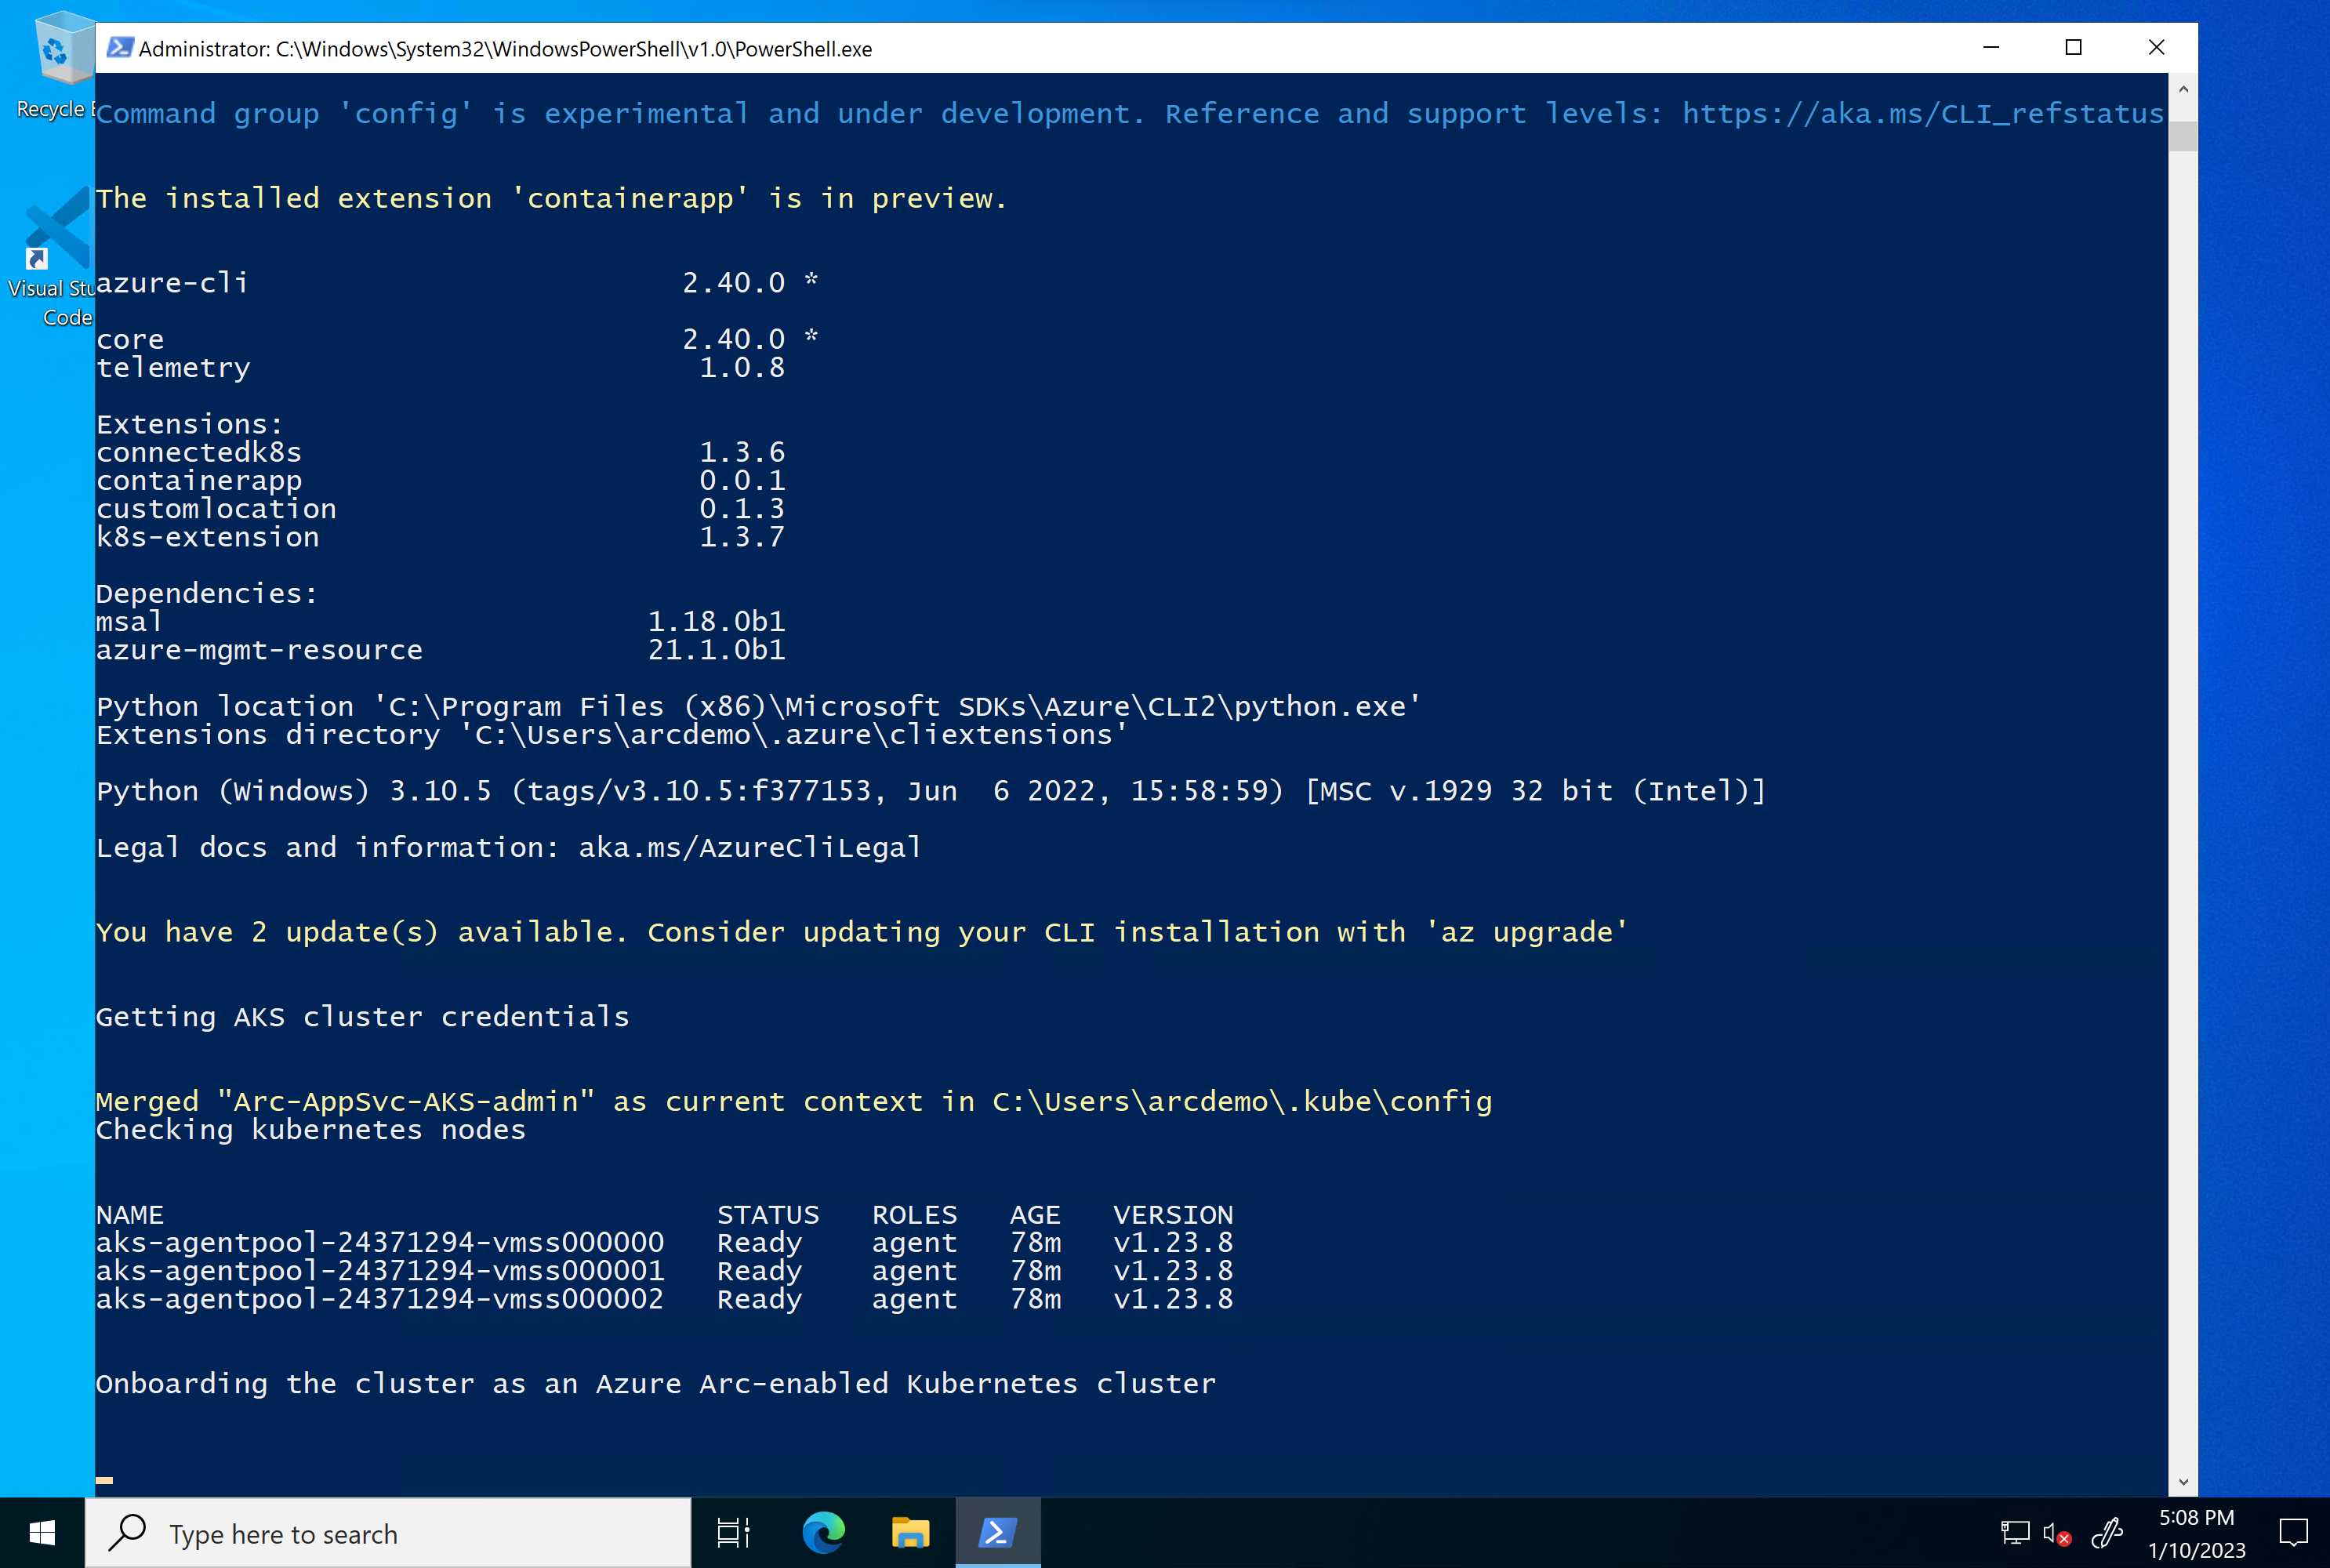 Administrator: C:\Windows\System32\WindowsPowerShell\v1.0\PowerShell.exe
Recycle
Visual Stu
Code
Command group 'config' is experimental and under development. Reference and support levels: https://aka.ms/CLI_refstatus
The installed extension 'containerapp' is in preview.
azure-cli 2.40.0 *
core 2.40.0 *
telemetry 1.0.8
Extensions:
connectedk8s 1.3.6
containerapp 0.0.1
customlocation 0.1.3
k8s-extension 1.3.7
Dependencies:
msal 1.18.0b1
azure-mgmt-resource 21.1.0b1
Python location 'C:\Program Files (x86)\Microsoft SDKs\Azure\CLI2\python.exe'
Extensions directory 'C:\Users\arcdemo\.azure\cliextensions'
Python (Windows) 3.10.5 (tags/v3.10.5:f377153, Jun  6 2022, 15:58:59) [MSC v.1929 32 bit (Intel)]
Legal docs and information: aka.ms/AzureCliLegal
You have 2 update(s) available. Consider updating your CLI installation with 'az upgrade'
Getting AKS cluster credentials
Merged "Arc-AppSvc-AKS-admin" as current context in C:\Users\arcdemo\.kube\config
Checking kubernetes nodes
NAME STATUS ROLES AGE VERSION
aks-agentpool-24371294-vmss000000 Ready agent 78m v1.23.8
aks-agentpool-24371294-vmss000001 Ready agent 78m v1.23.8
aks-agentpool-24371294-vmss000002 Ready agent 78m v1.23.8
Onboarding the cluster as an Azure Arc-enabled Kubernetes cluster
Type here to search
5:08 PM
1/10/2023